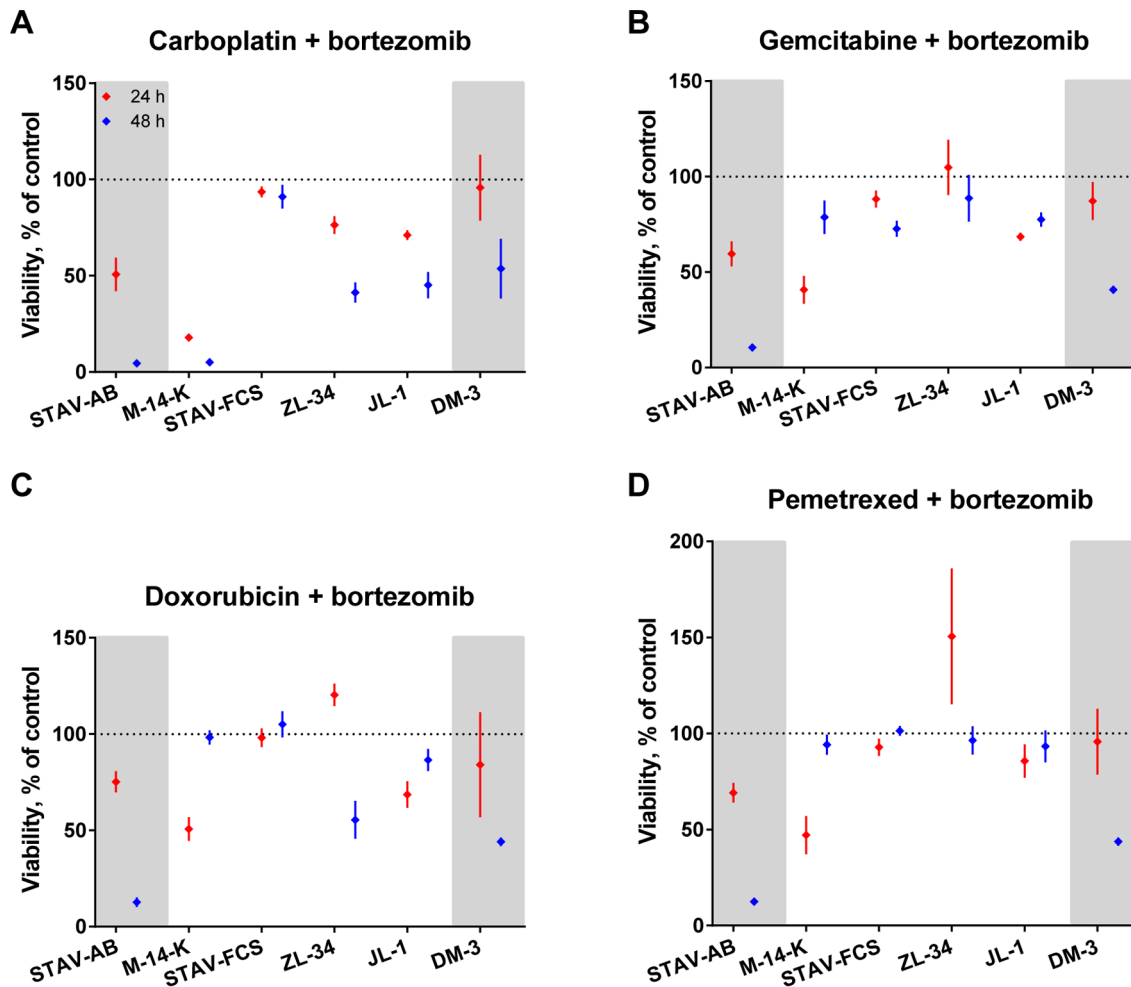 A
Carboplatin + bortezomib
Viability, % of control
150
100
50
0
24 h
48 h
STAV-AB
M-14-K
STAV-FCS
ZL-34
JL-1
DM-3
B
Gemcitabine + bortezomib
Viability, % of control
150
100
50
0
STAV-AB
M-14-K
STAV-FCS
ZL-34
JL-1
DM-3
C
Doxorubicin + bortezomib
Viability, % of control
150
100
50
0
STAV-AB
M-14-K
STAV-FCS
ZL-34
JL-1
DM-3
D
Pemetrexed + bortezomib
Viability, % of control
200
150
100
50
0
STAV-AB
M-14-K
STAV-FCS
ZL-34
JL-1
DM-3